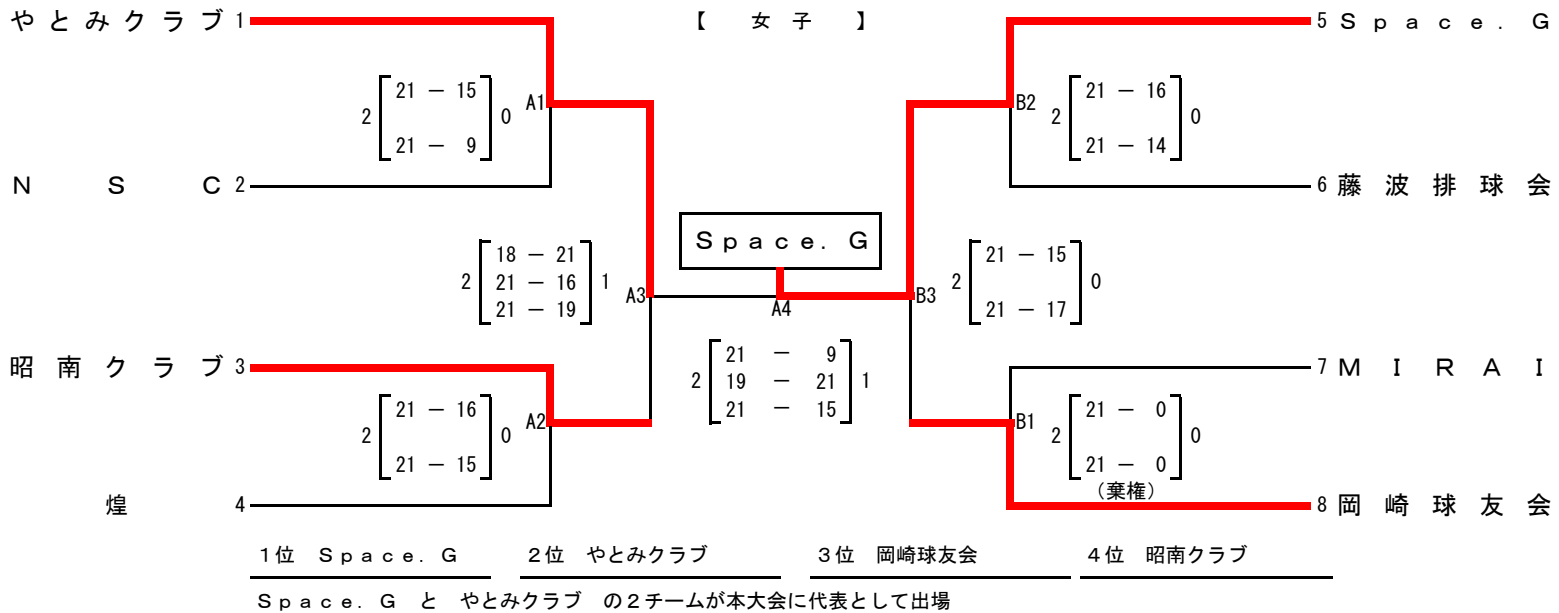 【　女　子　】
やとみクラブ 1
5 Ｓｐａｃｅ．Ｇ
2 21 － 15 0 A1
21 － 9
B2 2 21 － 16 0
21 － 14
ＮＳＣ 2
6 藤波排球会
Ｓｐａｃｅ．Ｇ
2 18 － 21 1 A3
21 － 16
21 － 19
A4
B3 2 21 － 15 0
21 － 17
2 21 － 9 1
19 － 21
21 － 15
昭南クラブ 3
7 ＭＩＲＡＩ
2 21 － 16 0 A2
21 － 15
B1 2 21 － 0 0
21 － 0
（棄権）
煌 4
8 岡崎球友会
１位　Ｓｐａｃｅ．Ｇ　２位　やとみクラブ　３位　岡崎球友会　４位　昭南クラブ
Ｓｐａｃｅ．Ｇ　と　やとみクラブ　の２チームが本大会に代表として出場